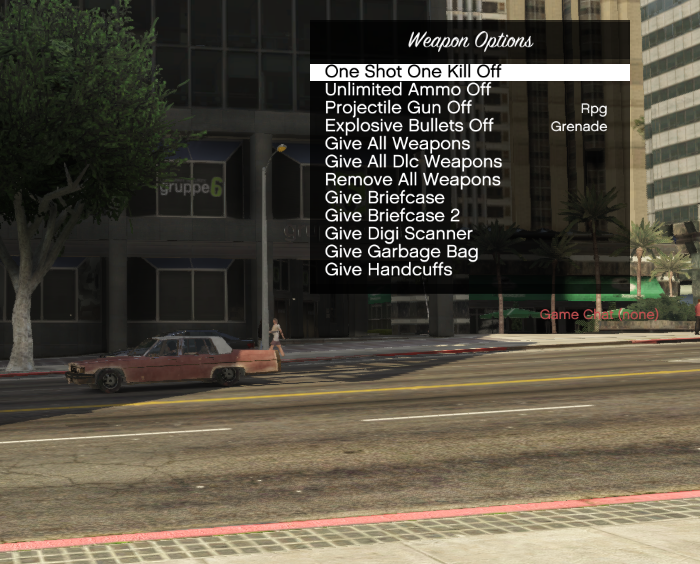 Weapon Options
One Shot One Kill Off
Unlimited Ammo Off
Projectile Gun Off Rpg
Explosive Bullets Off Grenade
Give All Weapons
Give All Dlc Weapons
Remove All Weapons
Give Briefcase
Give Briefcase 2
Give Digi Scanner
Give Garbage Bag
Give Handcuffs
gruppe6
Game Chat (none)